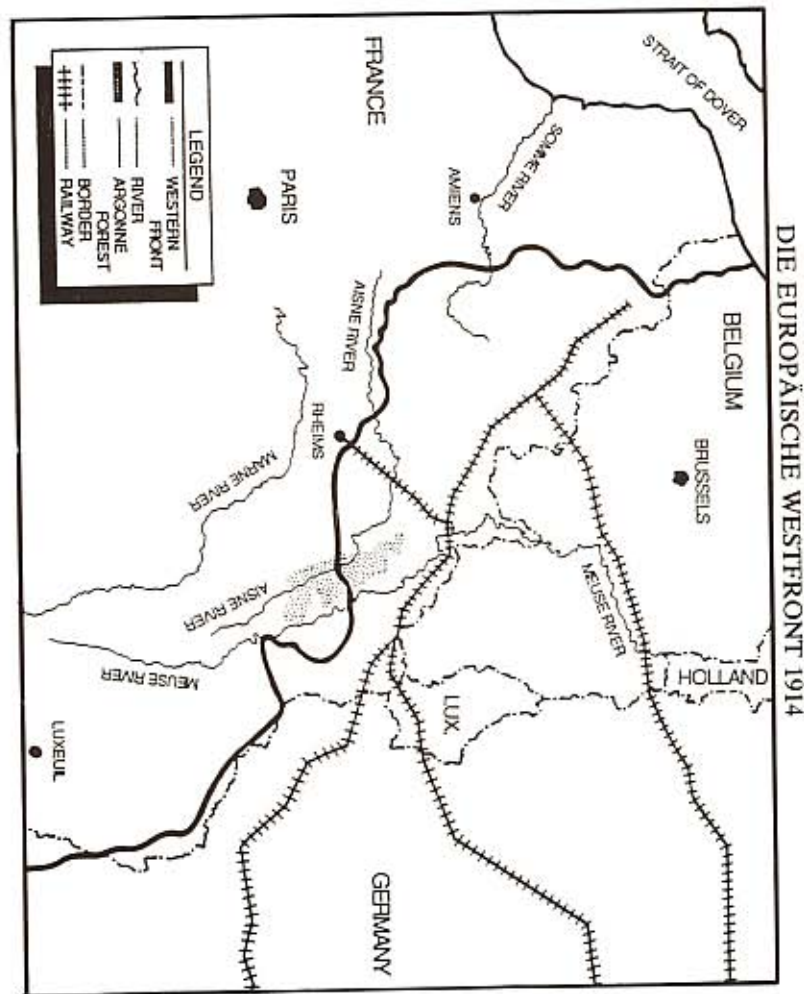 DIE EUROPÄISCHE WESTFRONT 1914
STRAIT OF DOVER
BELGIUM
HOLLAND
BRUSSELS
SOMME RIVER
AMIENS
MEUSE RIVER
FRANCE
LUX.
GERMANY
AISNE RIVER
RHEIMS
PARIS
MARNE RIVER
AISNE RIVER
MEUSE RIVER
LUXEUIL
LEGEND
WESTERN
FRONT
RIVER
ARGONNE
FOREST
BORDER
RAILWAY